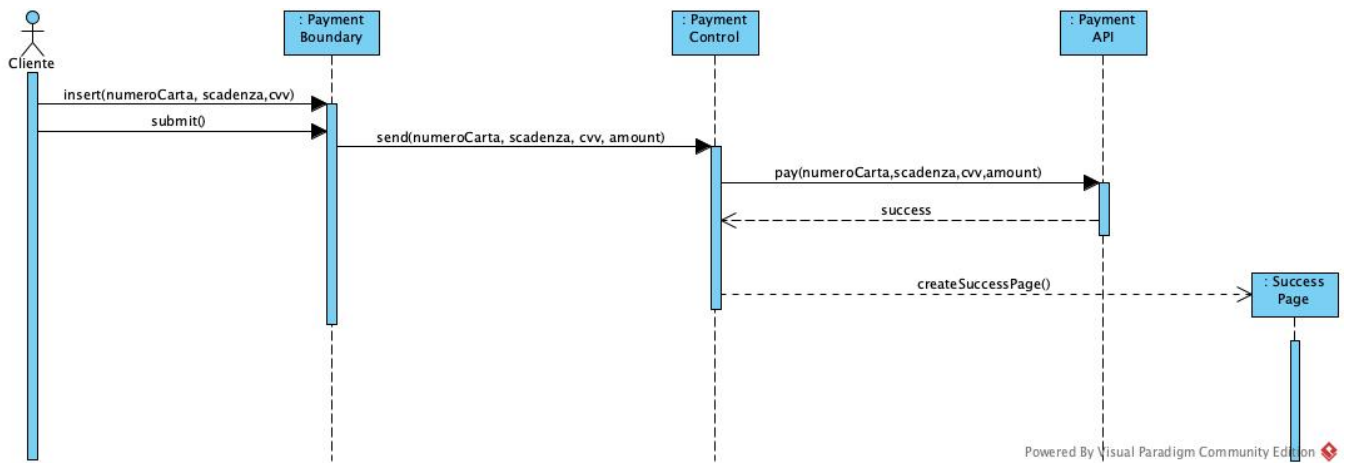 : Payment
Boundary
: Payment
Control
: Payment
API
Cliente
insert(numeroCarta, scadenza,cvv)
submit()
send(numeroCarta, scadenza, cvv, amount)
pay(numeroCarta,scadenza,cvv,amount)
success
createSuccessPage()
: Success
Page
Powered By Visual Paradigm Community Edition